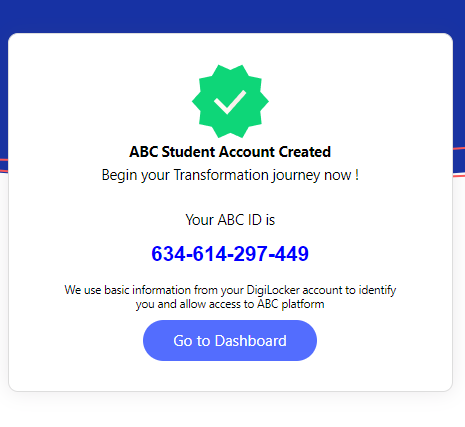 ABC Student Account Created
Begin your Transformation journey now !
Your ABC ID is
634-614-297-449
We use basic information from your DigiLocker account to identify
you and allow access to ABC platform
Go to Dashboard